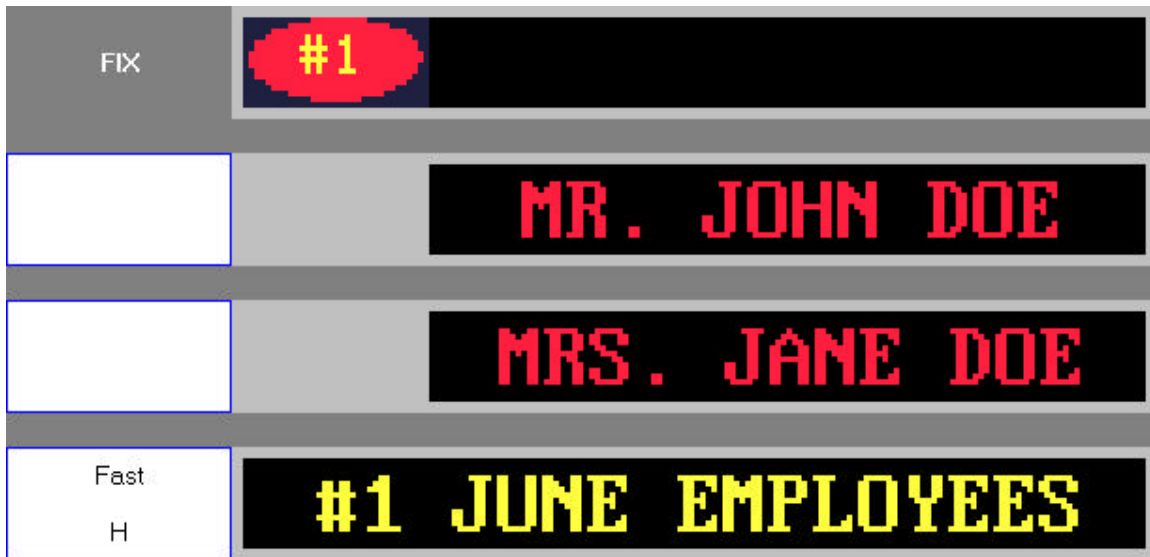 FIX #1
MR. JOHN DOE
MRS. JANE DOE
Fast
H
#1 JUNE EMPLOYEES